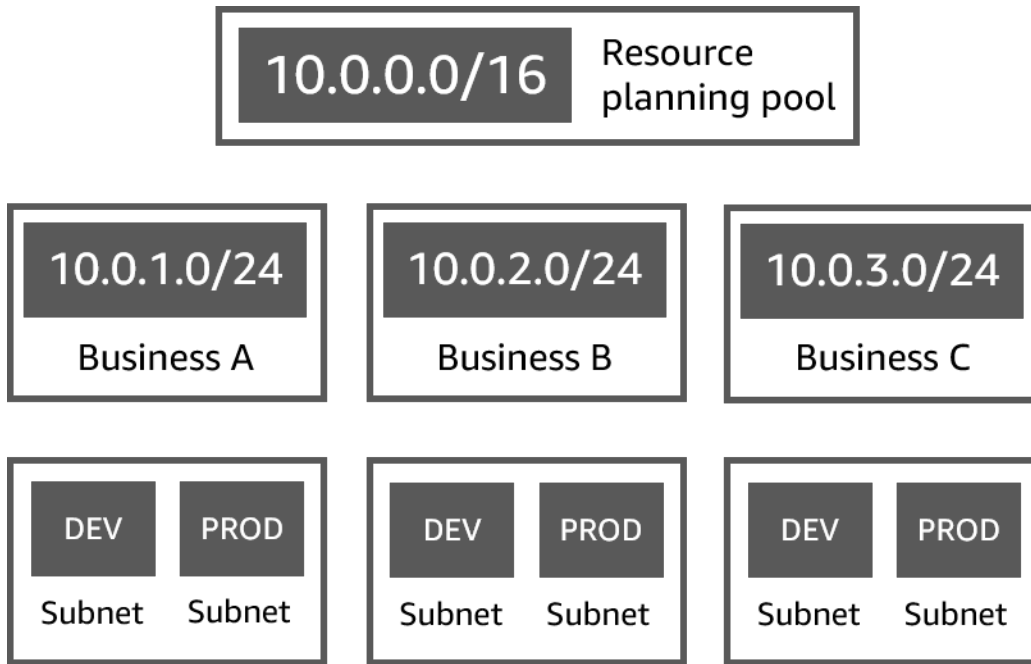 10.0.0.0/16
Resource
planning pool
10.0.1.0/24
Business A
10.0.2.0/24
Business B
10.0.3.0/24
Business C
DEV
PROD
Subnet
Subnet
DEV
PROD
Subnet
Subnet
DEV
PROD
Subnet
Subnet